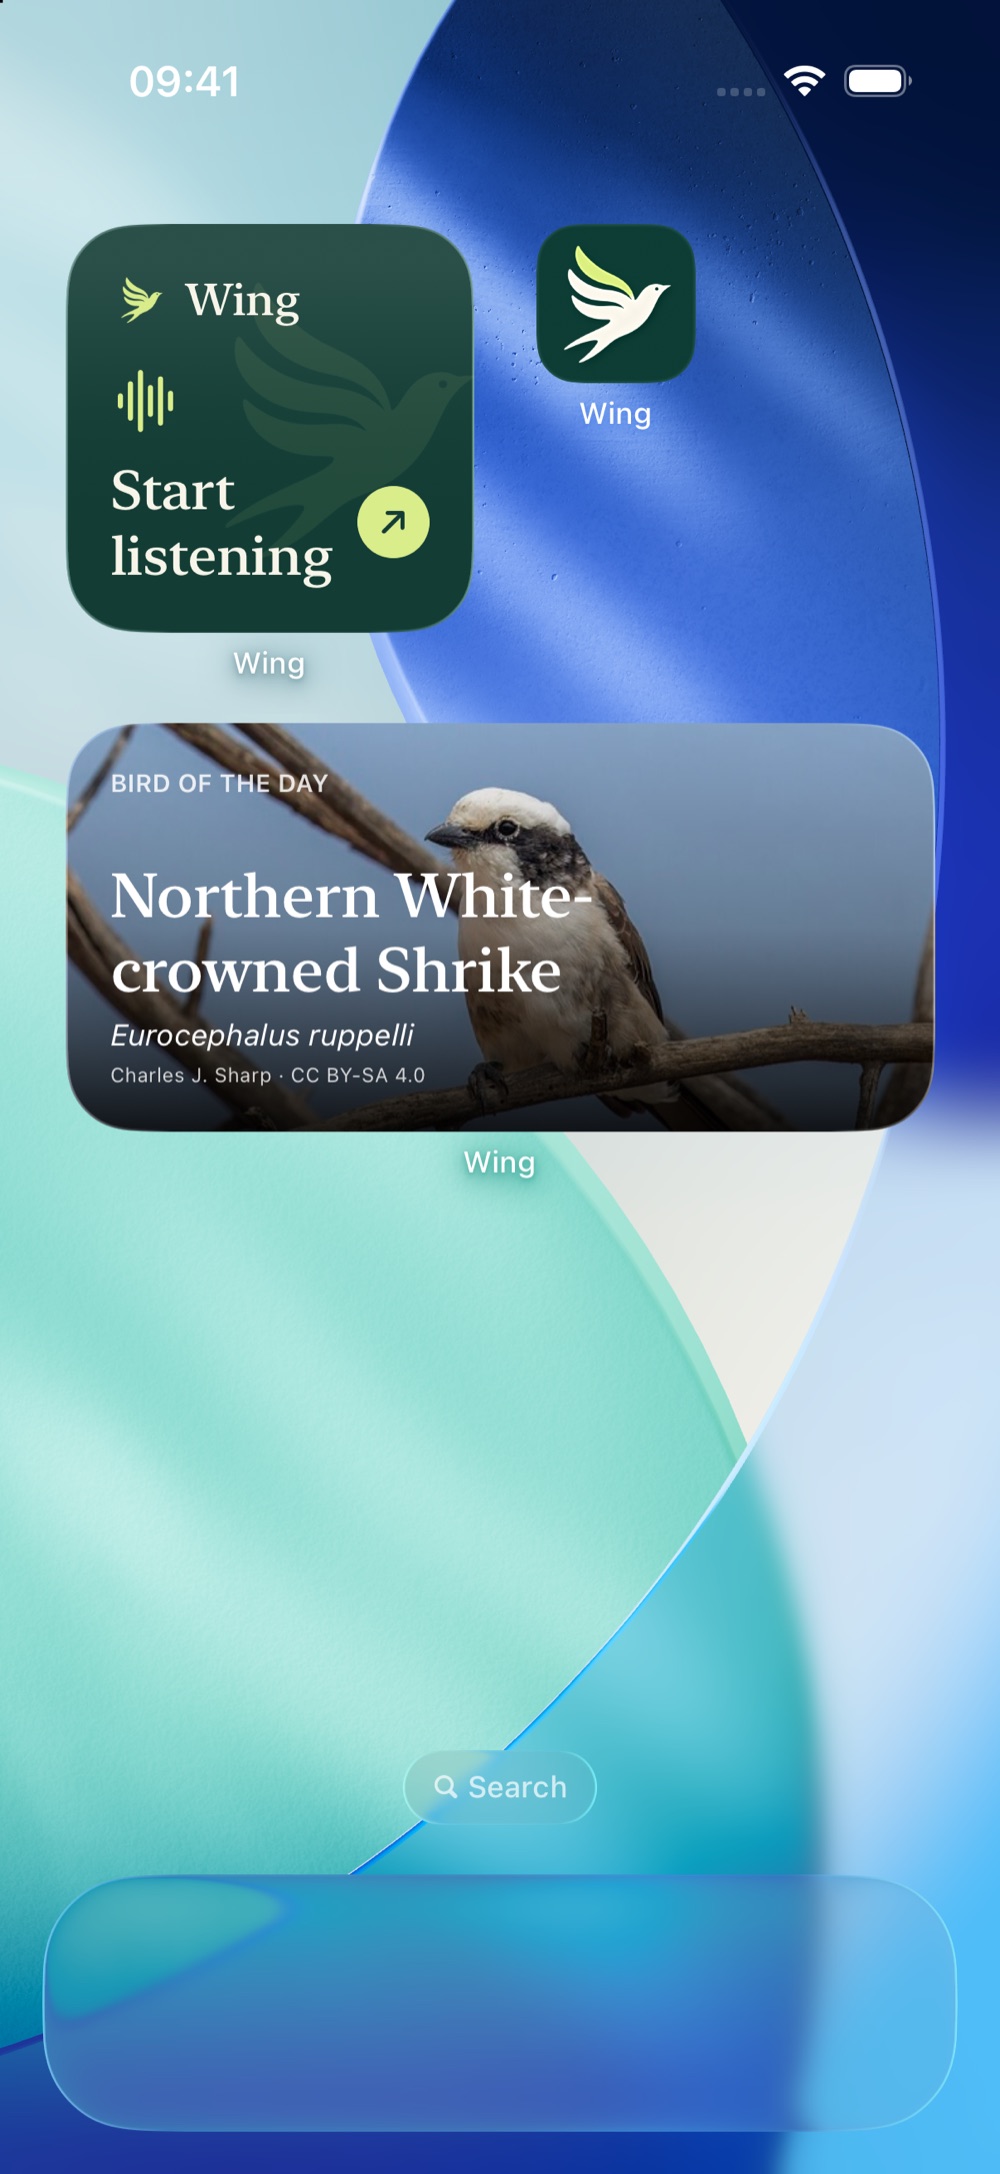 09:41
Wing
Start
listening
Wing
Wing
BIRD OF THE DAY
Northern White-
crowned Shrike
Eurocephalus ruppelli
Charles J. Sharp · CC BY-SA 4.0
Wing
Search